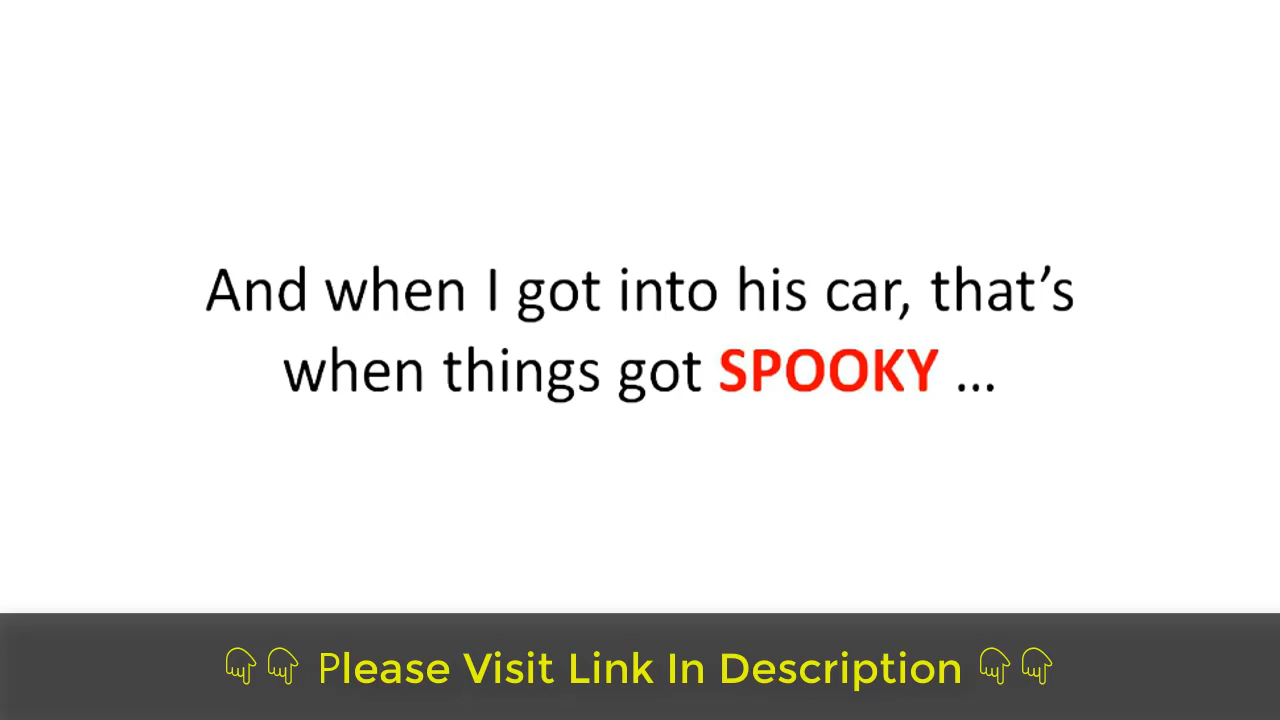 And when I got into his car, that’s
when things got SPOOKY ...
👇👇 Please Visit Link In Description 👇👇